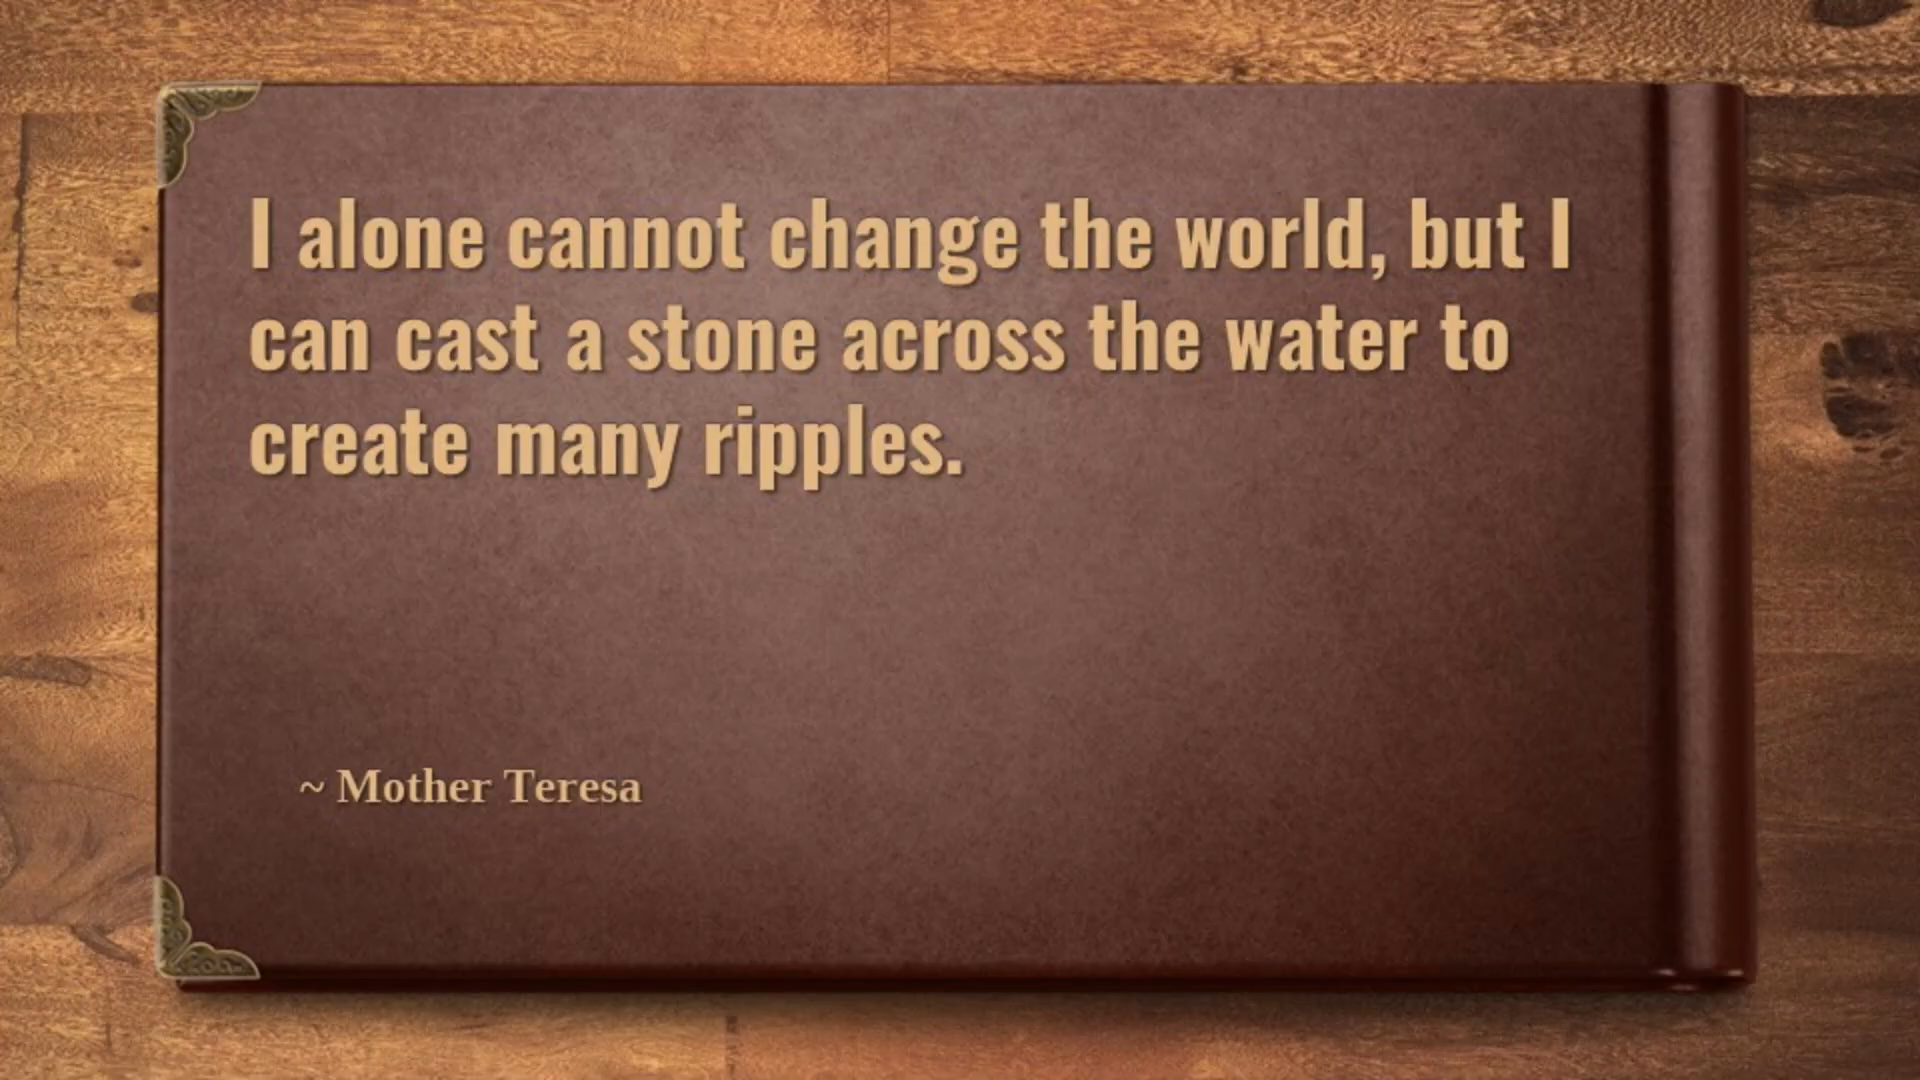 I alone cannot change the world, but I
can cast a stone across the water to
create many ripples.
~ Mother Teresa